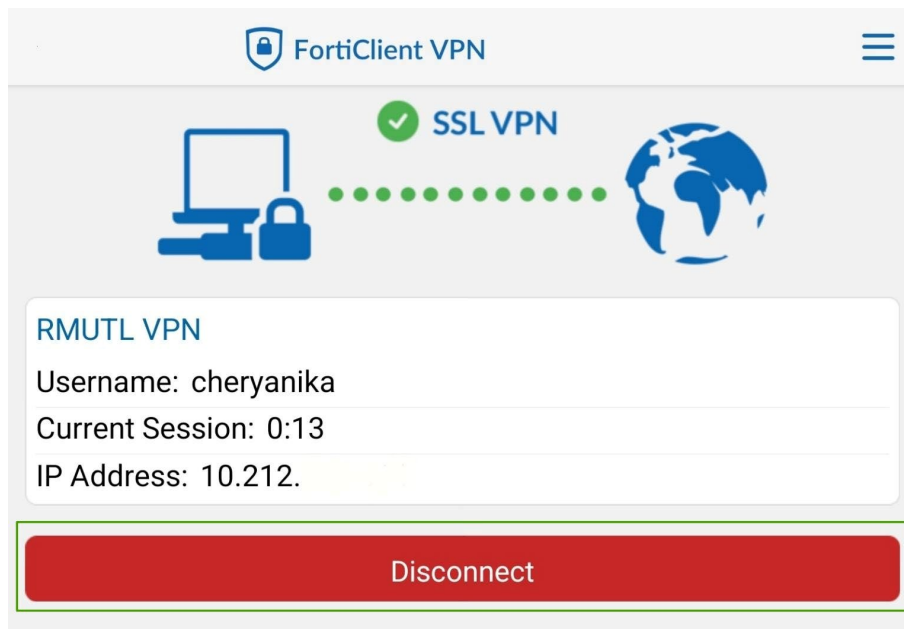 FortiClient VPN
SSL VPN
RMUTL VPN
Username: cheryanika
Current Session: 0:13
IP Address: 10.212.
Disconnect